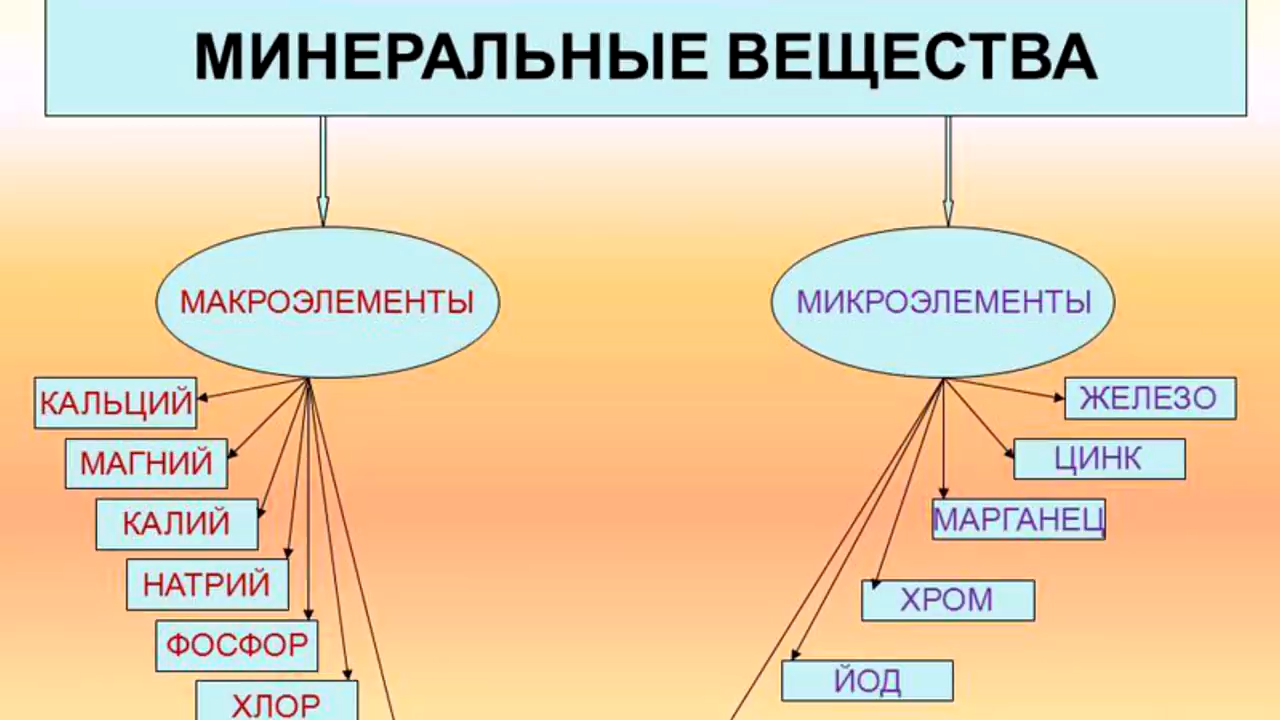 МИНЕРАЛЬНЫЕ ВЕЩЕСТВА
МАКРОЭЛЕМЕНТЫ
КАЛЬЦИЙ
МАГНИЙ
КАЛИЙ
НАТРИЙ
ФОСФОР
ХЛОР
МИКРОЭЛЕМЕНТЫ
ЖЕЛЕЗО
ЦИНК
МАРГАНЕЦ
ХРОМ
ЙОД